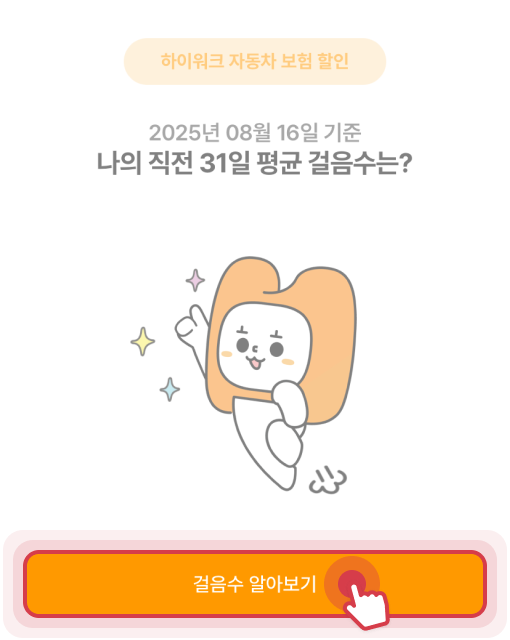 하이워크 자동차 보험 할인
2025년 08월 16일 기준
나의 직전 31일 평균 걸음수는?
걸음수 알아보기